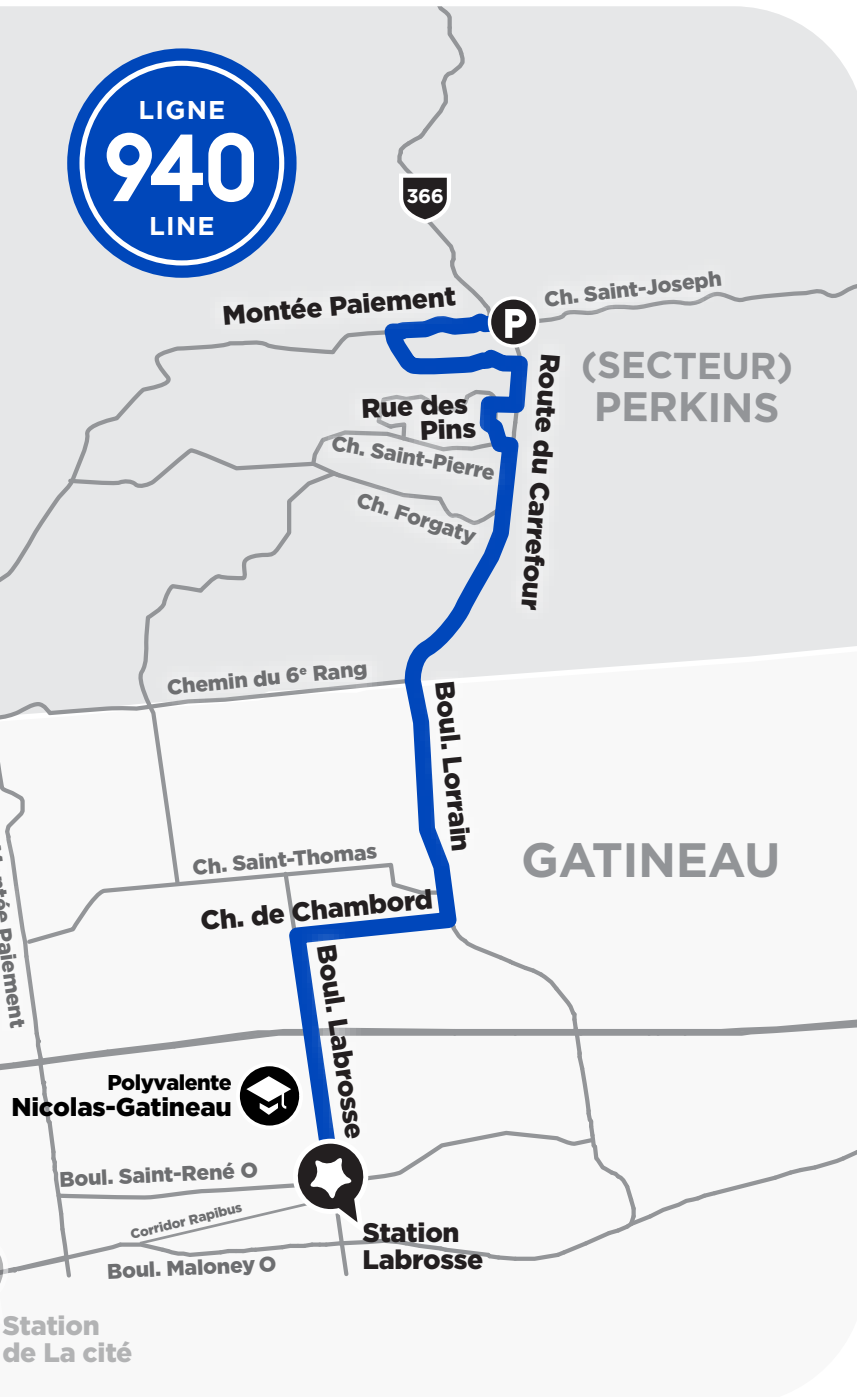 LIGNE
940
LINE
366
Ch. Saint-Joseph
Montée Paiement
P
(SECTEUR)
PERKINS
Route du Carrefour
Rue des
Pins
Ch. Saint-Pierre
Ch. Forgaty
Chemin du 6e Rang
Boul. Lorrain
GATINEAU
Ch. Saint-Thomas
Ch. de Chambord
Montée Paiement
Boul. Labrosse
Polyvalente
Nicolas-Gatineau
Boul. Saint-René O
Corridor Rapibus
Station
Labrosse
Boul. Maloney O
Station
de La cité